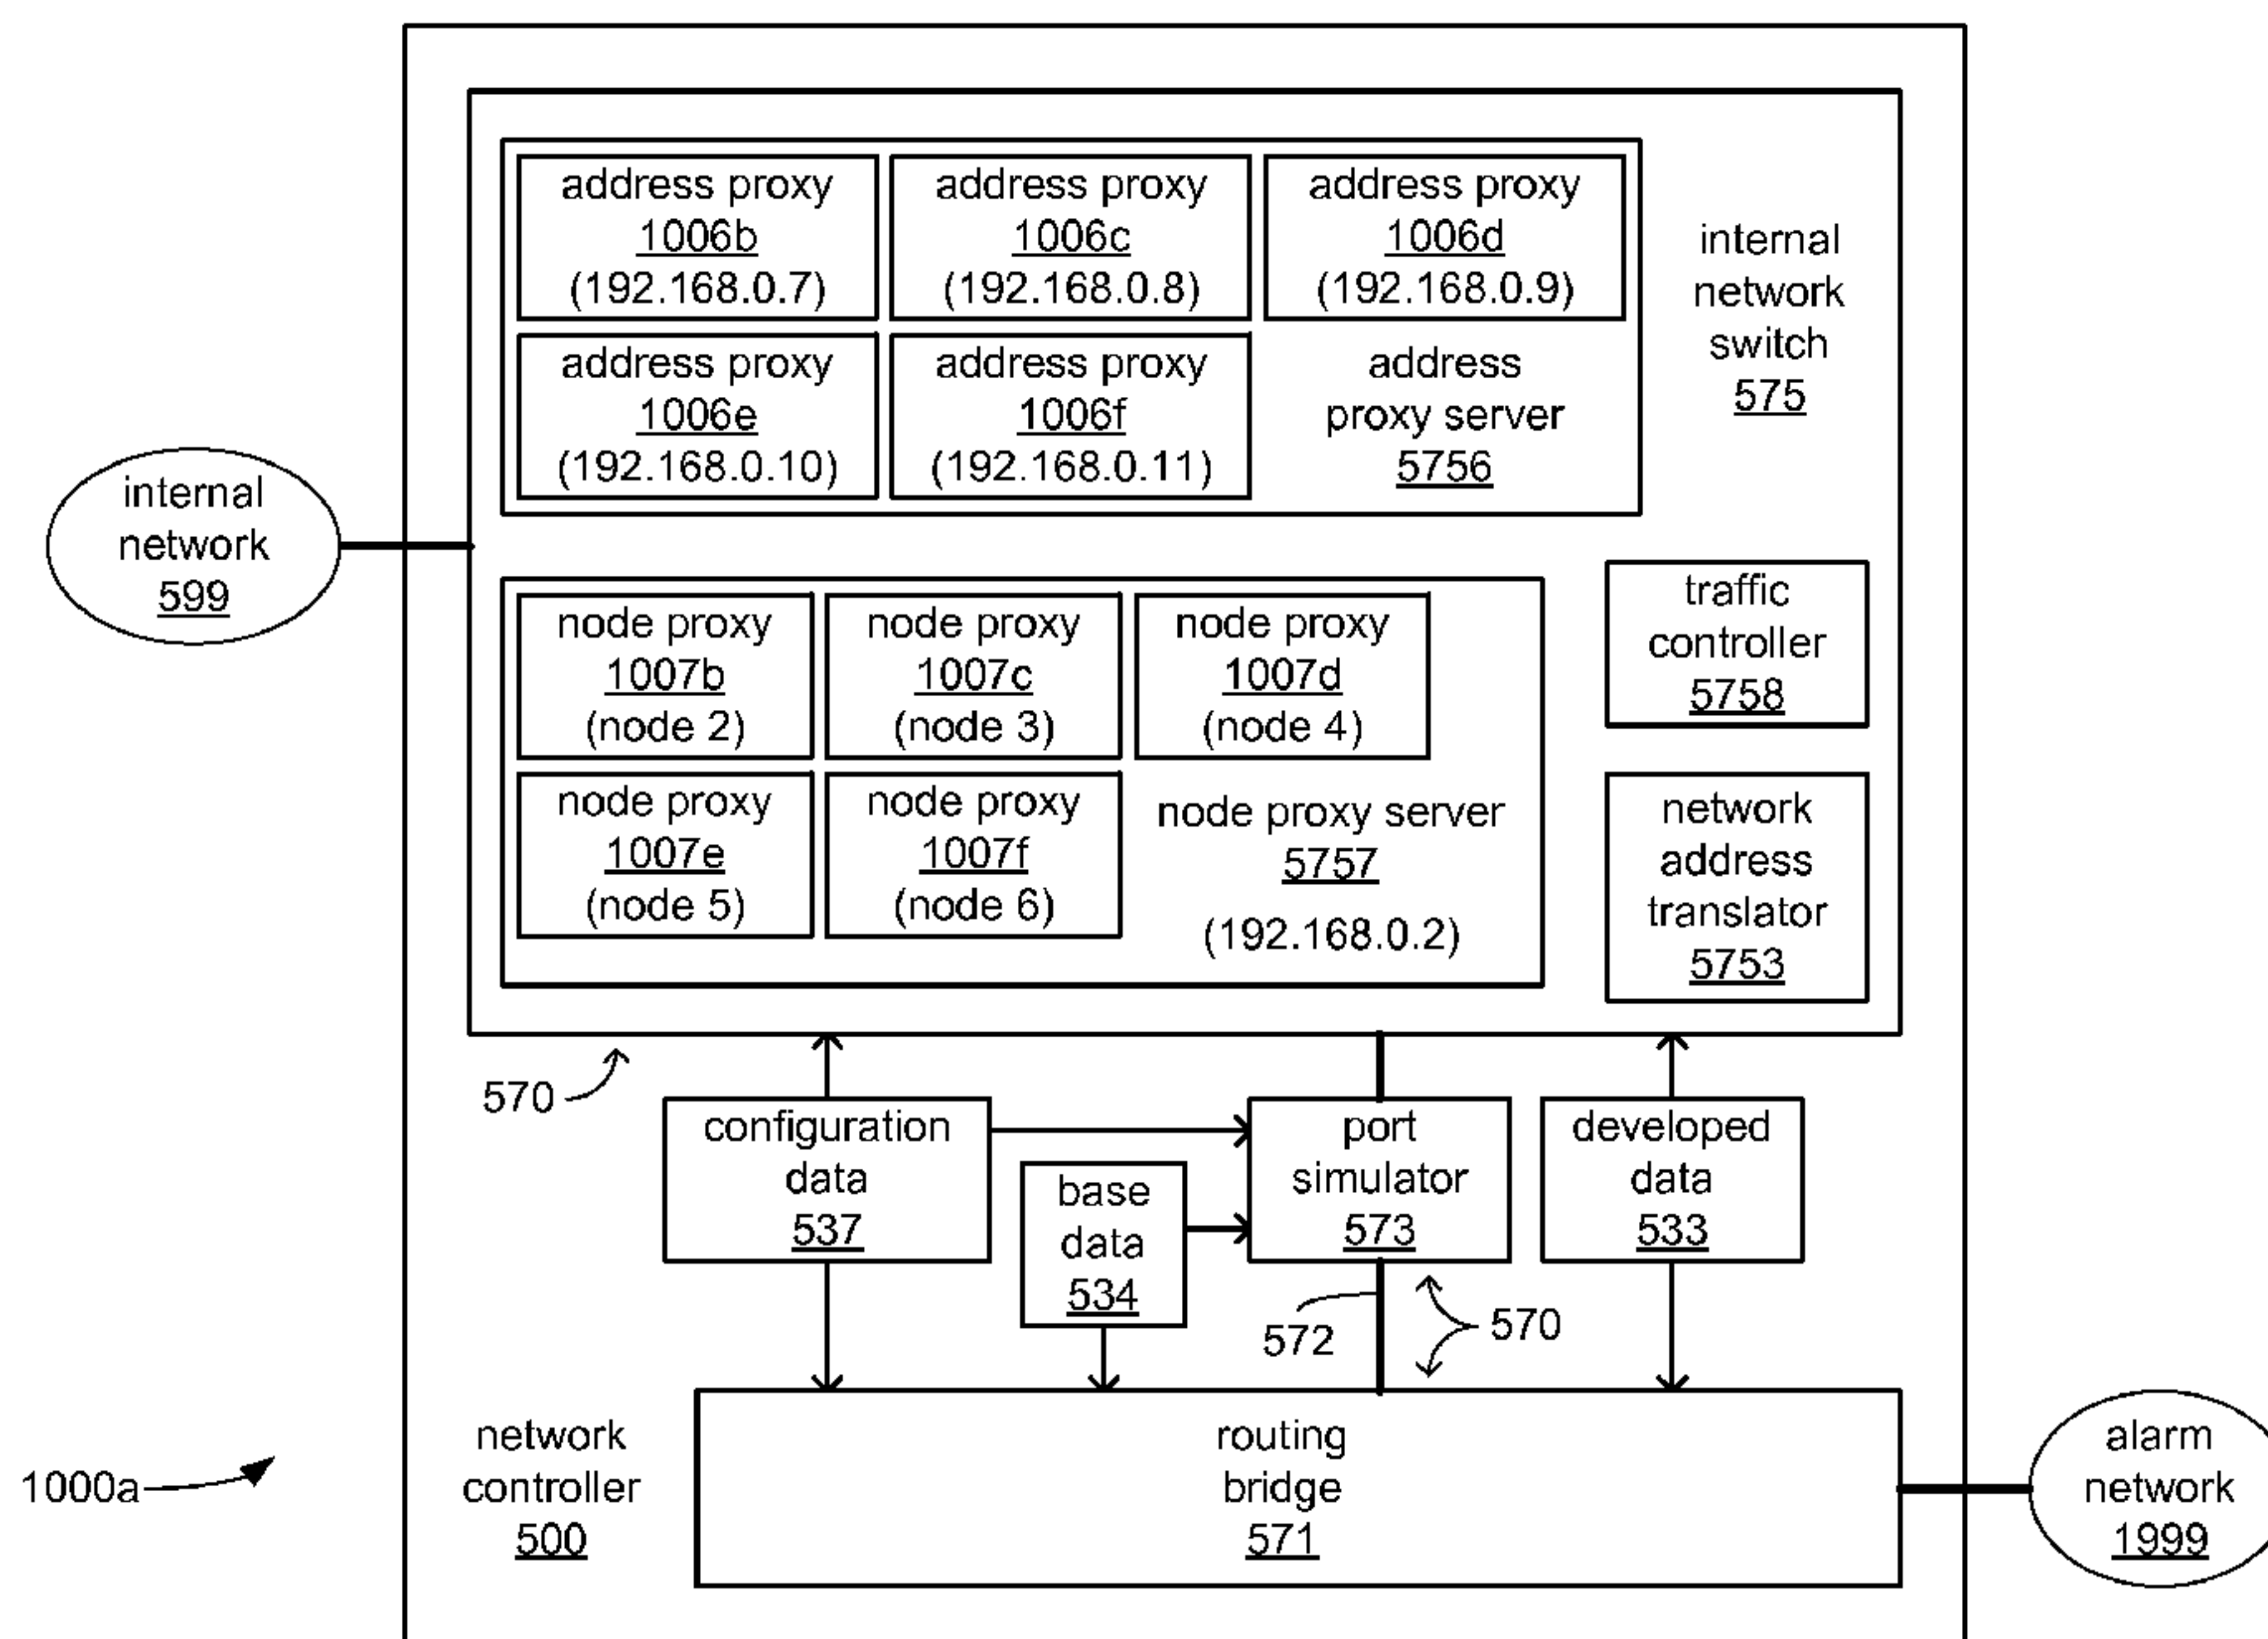 address proxy
1006b
(192.168.0.7)
address proxy
1006c
(192.168.0.8)
address proxy
1006d
(192.168.0.9)
internal
network
switch
575
address proxy
1006e
(192.168.0.10)
address proxy
1006f
(192.168.0.11)
address
proxy server
5756
internal
network
599
node proxy
1007b
(node 2)
node proxy
1007c
(node 3)
node proxy
1007d
(node 4)
traffic
controller
5758
node proxy
1007e
(node 5)
node proxy
1007f
(node 6)
node proxy server
5757
(192.168.0.2)
network
address
translator
5753
570
configuration
data
537
base
data
534
port
simulator
573
developed
data
533
572
570
1000a
network
controller
500
routing
bridge
571
alarm
network
1999